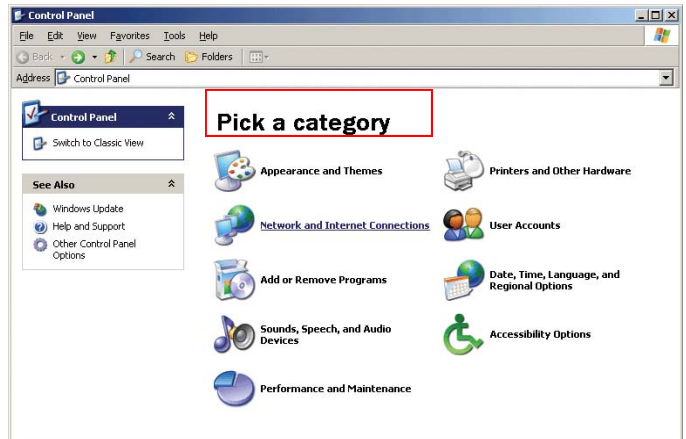 Control Panel
File Edit View Favorites Tools Help
Back Search Folders
Address Control Panel
Control Panel
Switch to Classic View
See Also
Windows Update
Help and Support
Other Control Panel
Options
Pick a category
Appearance and Themes
Printers and Other Hardware
Network and Internet Connections
User Accounts
Add or Remove Programs
Date, Time, Language, and
Regional Options
Sounds, Speech, and Audio
Devices
Accessibility Options
Performance and Maintenance